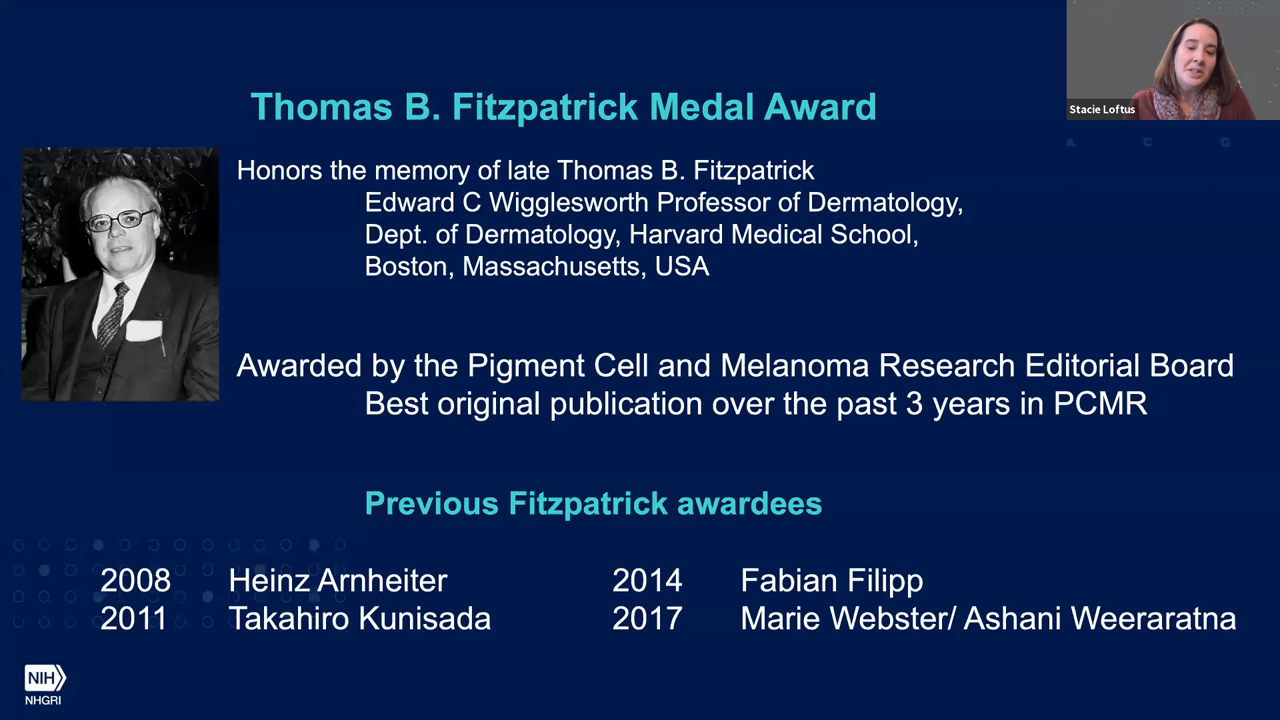 Stacie Loftus
Thomas B. Fitzpatrick Medal Award
Honors the memory of late Thomas B. Fitzpatrick
Edward C Wigglesworth Professor of Dermatology,
Dept. of Dermatology, Harvard Medical School,
Boston, Massachusetts, USA
Awarded by the Pigment Cell and Melanoma Research Editorial Board
Best original publication over the past 3 years in PCMR
Previous Fitzpatrick awardees
2008 Heinz Arnheiter 2014 Fabian Filipp
2011 Takahiro Kunisada 2017 Marie Webster/ Ashani Weeraratna
NIH
NHGRI